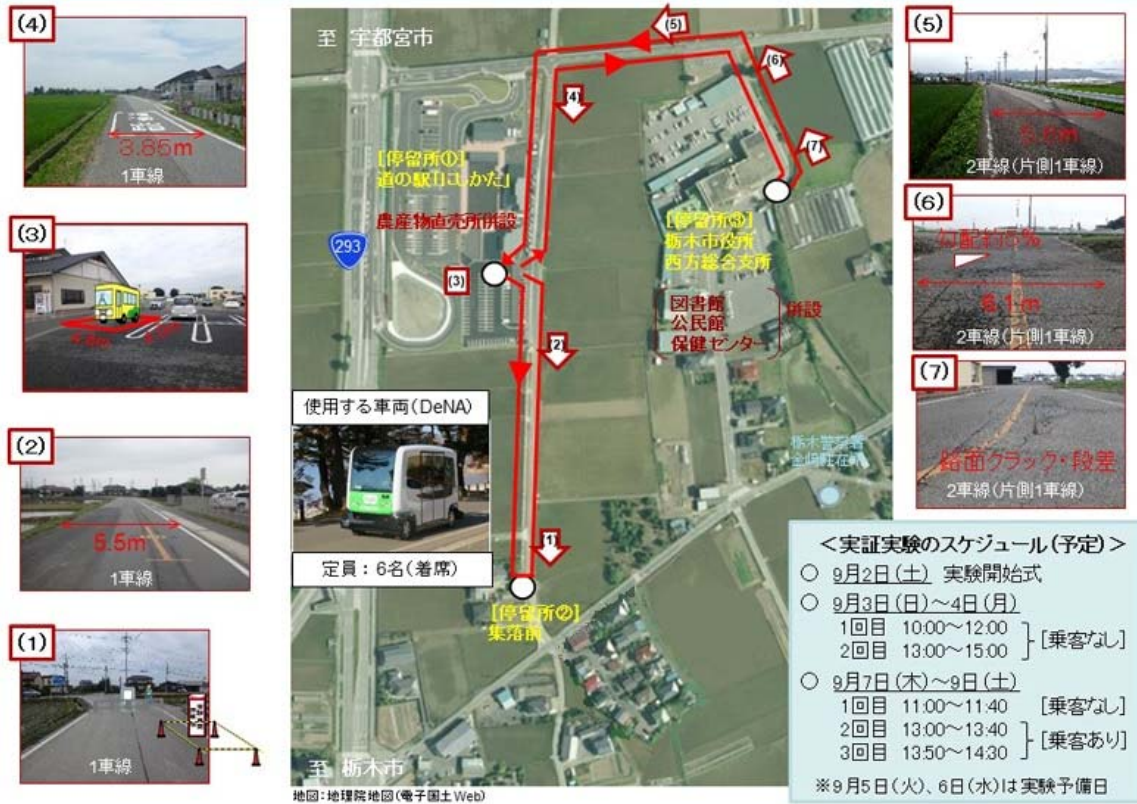 (4)
3.85m
1車線
(3)
(2)
5.5m
1車線
(1)
1車線
至 宇都宮市
(5)
(6)
(4)
(7)
[停留所①]
道の駅「にしかた」
農産物直売所併設
293
(3)
[停留所③]
栃木市役所
西方総合支所
図書館
公民館
保健センター
併設
(2)
使用する車両(DeNA)
定員：6名(着席)
(1)
[停留所②]
集落前
至 栃木市
地図：地理院地図(電子国土Web)
(5)
2車線(片側1車線)
(6)
勾配約5%
2車線(片側1車線)
(7)
路面クラック・段差
2車線(片側1車線)
＜実証実験のスケジュール(予定)＞
○ 9月2日(土) 実験開始式
○ 9月3日(日)～4日(月)
1回目 10:00～12:00
2回目 13:00～15:00
[乗客なし]
○ 9月7日(木)～9日(土)
1回目 11:00～11:40 [乗客なし]
2回目 13:00～13:40
3回目 13:50～14:30
[乗客あり]
※9月5日(火)、6日(水)は実験予備日